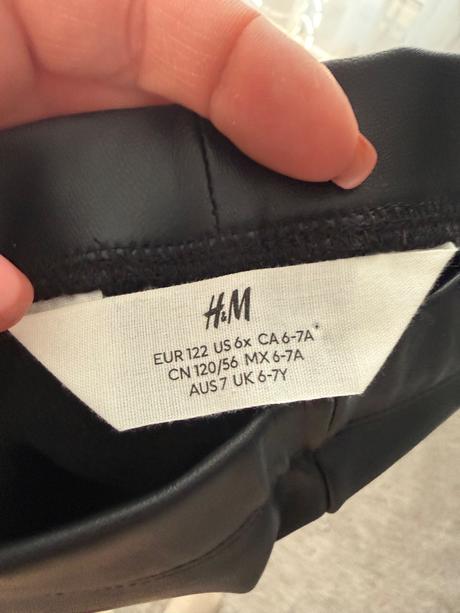 H&M
EUR 122 US 6x CA 6-7A*
CN 120/56 MX 6-7A
AUS 7 UK 6-7Y